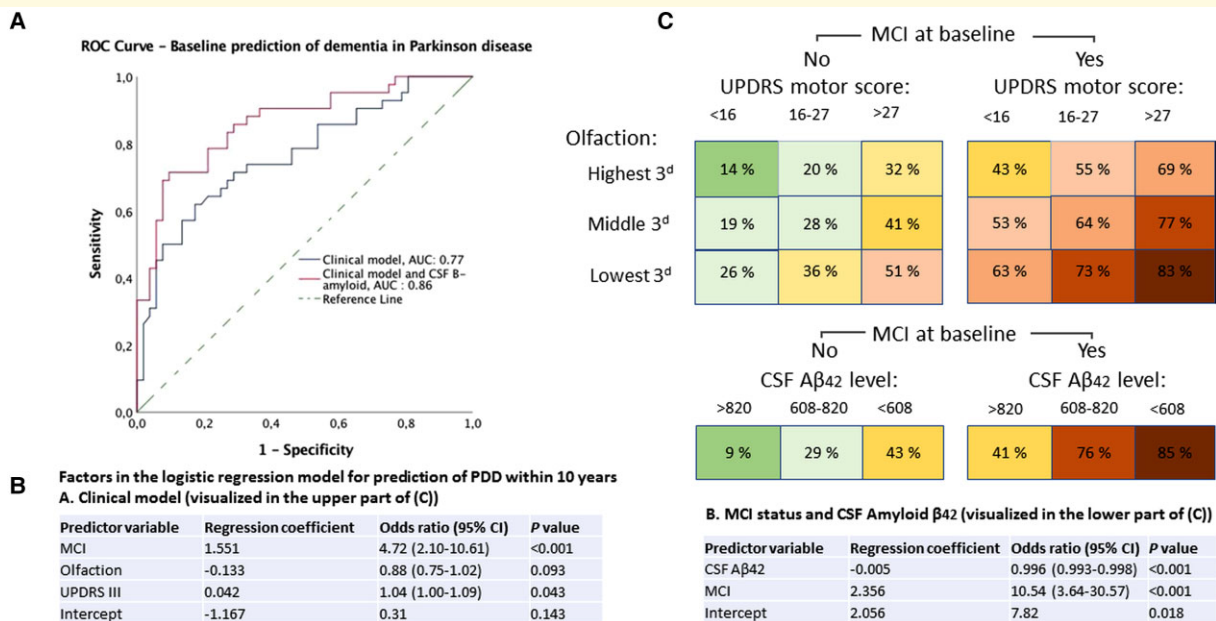 A
ROC Curve – Baseline prediction of dementia in Parkinson disease
1,0
0,8
0,6
0,4
0,2
0,0
Sensitivity
Clinical model, AUC: 0.77
Clinical model and CSF B-
amyloid, AUC : 0.86
Reference Line
0,0 0,2 0,4 0,6 0,8 1,0
1 – Specificity
C
MCI at baseline
No Yes
UPDRS motor score: UPDRS motor score:
<16 16-27 >27 <16 16-27 >27
Olfaction:
Highest 3ᵈ 14 % 20 % 32 % 43 % 55 % 69 %
Middle 3ᵈ 19 % 28 % 41 % 53 % 64 % 77 %
Lowest 3ᵈ 26 % 36 % 51 % 63 % 73 % 83 %
MCI at baseline
No Yes
CSF Aβ42 level: CSF Aβ42 level:
>820 608-820 <608 >820 608-820 <608
9 % 29 % 43 % 41 % 76 % 85 %
B
Factors in the logistic regression model for prediction of PDD within 10 years
A. Clinical model (visualized in the upper part of (C))
Predictor variable Regression coefficient Odds ratio (95% CI) P value
MCI 1.551 4.72 (2.10-10.61) <0.001
Olfaction -0.133 0.88 (0.75-1.02) 0.093
UPDRS III 0.042 1.04 (1.00-1.09) 0.043
Intercept -1.167 0.31 0.143
B. MCI status and CSF Amyloid β42 (visualized in the lower part of (C))
Predictor variable Regression coefficient Odds ratio (95% CI) P value
CSF Aβ42 -0.005 0.996 (0.993-0.998) <0.001
MCI 2.356 10.54 (3.64-30.57) <0.001
Intercept 2.056 7.82 0.018